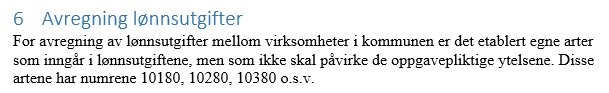 6 Avregning lønnsutgifter
For avregning av lønnsutgifter mellom virksomheter i kommunen er det etablert egne arter
som inngår i lønnsutgiftene, men som ikke skal påvirke de oppgavepliktige ytelsene. Disse
artene har numrene 10180, 10280, 10380 o.s.v.